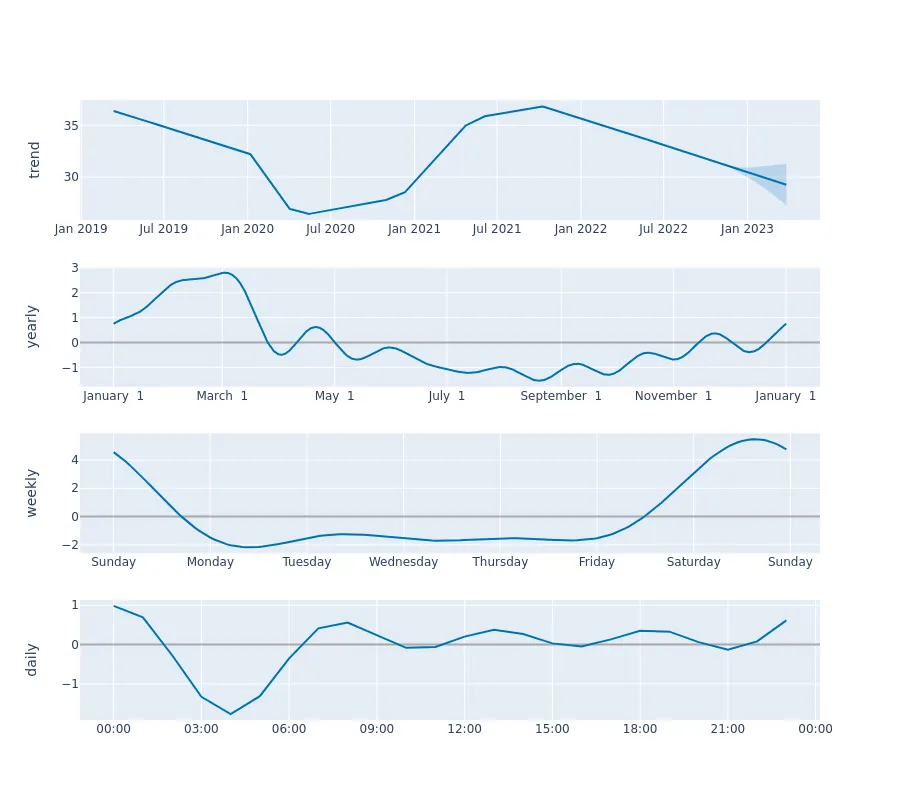 trend
35
30
Jan 2019 Jul 2019 Jan 2020 Jul 2020 Jan 2021 Jul 2021 Jan 2022 Jul 2022 Jan 2023
yearly
3
2
1
0
−1
January 1 March 1 May 1 July 1 September 1 November 1 January 1
weekly
4
2
0
−2
Sunday Monday Tuesday Wednesday Thursday Friday Saturday Sunday
daily
1
0
−1
00:00 03:00 06:00 09:00 12:00 15:00 18:00 21:00 00:00